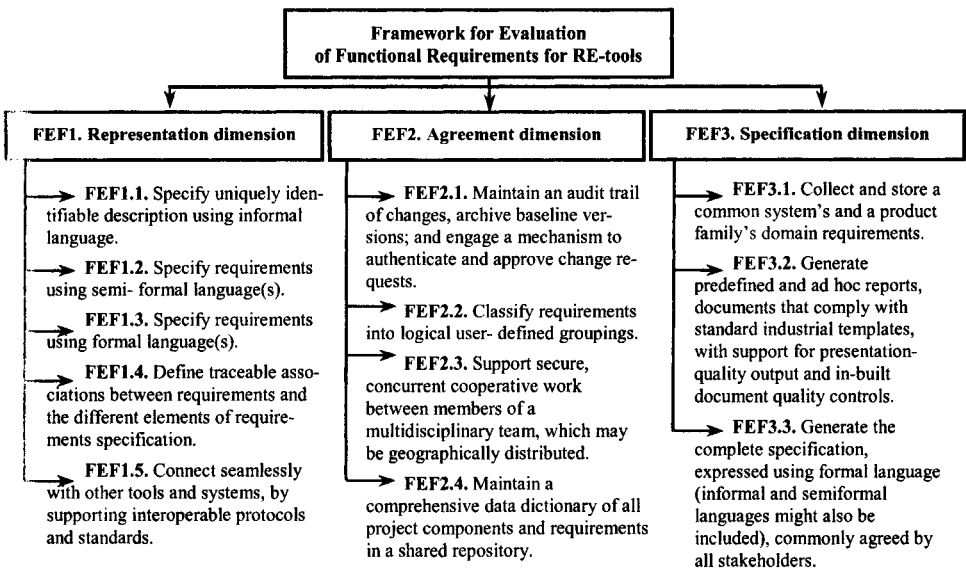 Framework for Evaluation
of Functional Requirements for RE-tools
FEF1. Representation dimension
FEF1.1. Specify uniquely iden-
tifiable description using informal
language.
FEF1.2. Specify requirements
using semi- formal language(s).
FEF1.3. Specify requirements
using formal language(s).
FEF1.4. Define traceable asso-
ciations between requirements and
the different elements of require-
ments specification.
FEF1.5. Connect seamlessly
with other tools and systems, by
supporting interoperable protocols
and standards.
FEF2. Agreement dimension
FEF2.1. Maintain an audit trail
of changes, archive baseline ver-
sions; and engage a mechanism to
authenticate and approve change re-
quests.
FEF2.2. Classify requirements
into logical user- defined groupings.
FEF2.3. Support secure,
concurrent cooperative work
between members of a
multidisciplinary team, which may
be geographically distributed.
FEF2.4. Maintain a
comprehensive data dictionary of all
project components and requirements
in a shared repository.
FEF3. Specification dimension
FEF3.1. Collect and store a
common system's and a product
family's domain requirements.
FEF3.2. Generate
predefined and ad hoc reports,
documents that comply with
standard industrial templates,
with support for presentation-
quality output and in-built
document quality controls.
FEF3.3. Generate the
complete specification,
expressed using formal language
(informal and semiformal
languages might also be
included), commonly agreed by
all stakeholders.